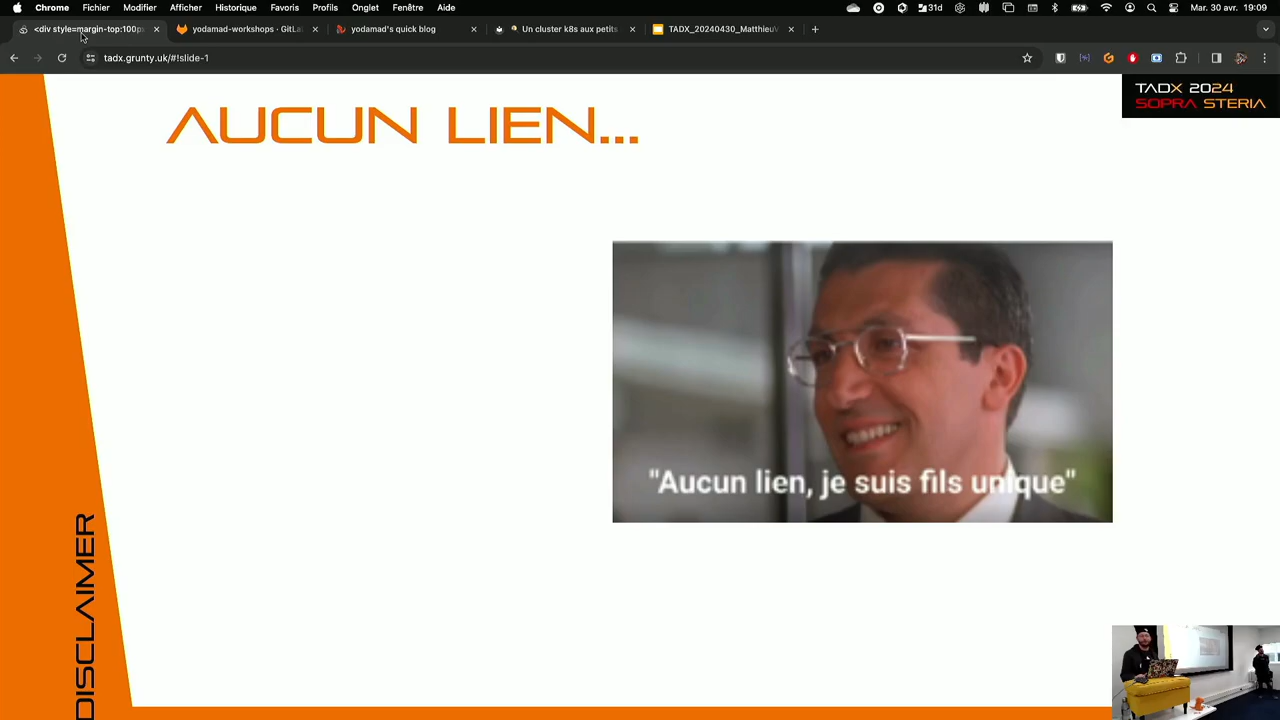 Chrome Fichier Modifier Afficher Historique Favoris Profils Onglet Fenêtre Aide
31d
Mar. 30 avr. 19:09
<div style=margin-top:100px
yodamad-workshops · GitLa
yodamad's quick blog
Un cluster k8s aux petits
TADX_20240430_MatthieuV
tadx.grunty.uk/#!slide-1
TADX 2024
SOPRA STERIA
AUCUN LIEN...
"Aucun lien, je suis fils unique"
DISCLAIMER